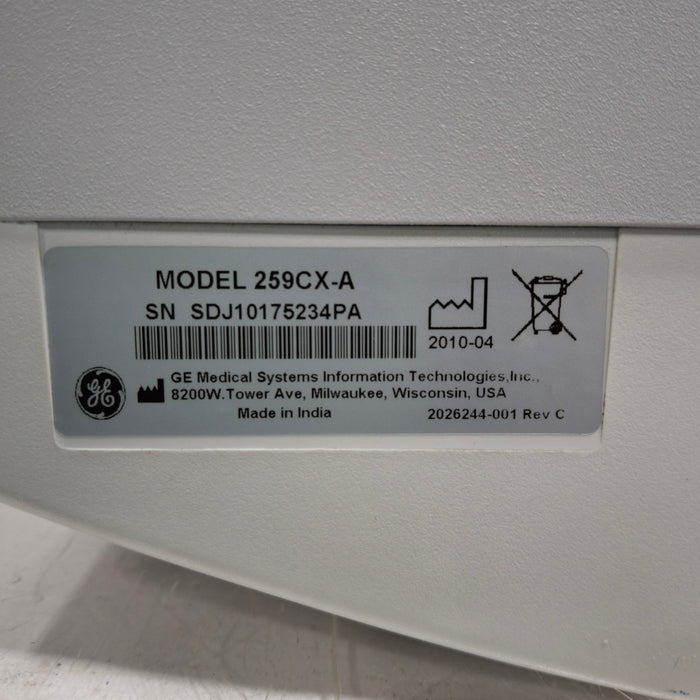 MODEL 259CX-A
SN SDJ10175234PA
2010-04
GE
GE Medical Systems Information Technologies,Inc.,
8200W.Tower Ave, Milwaukee, Wisconsin, USA
Made in India
2026244-001 Rev C